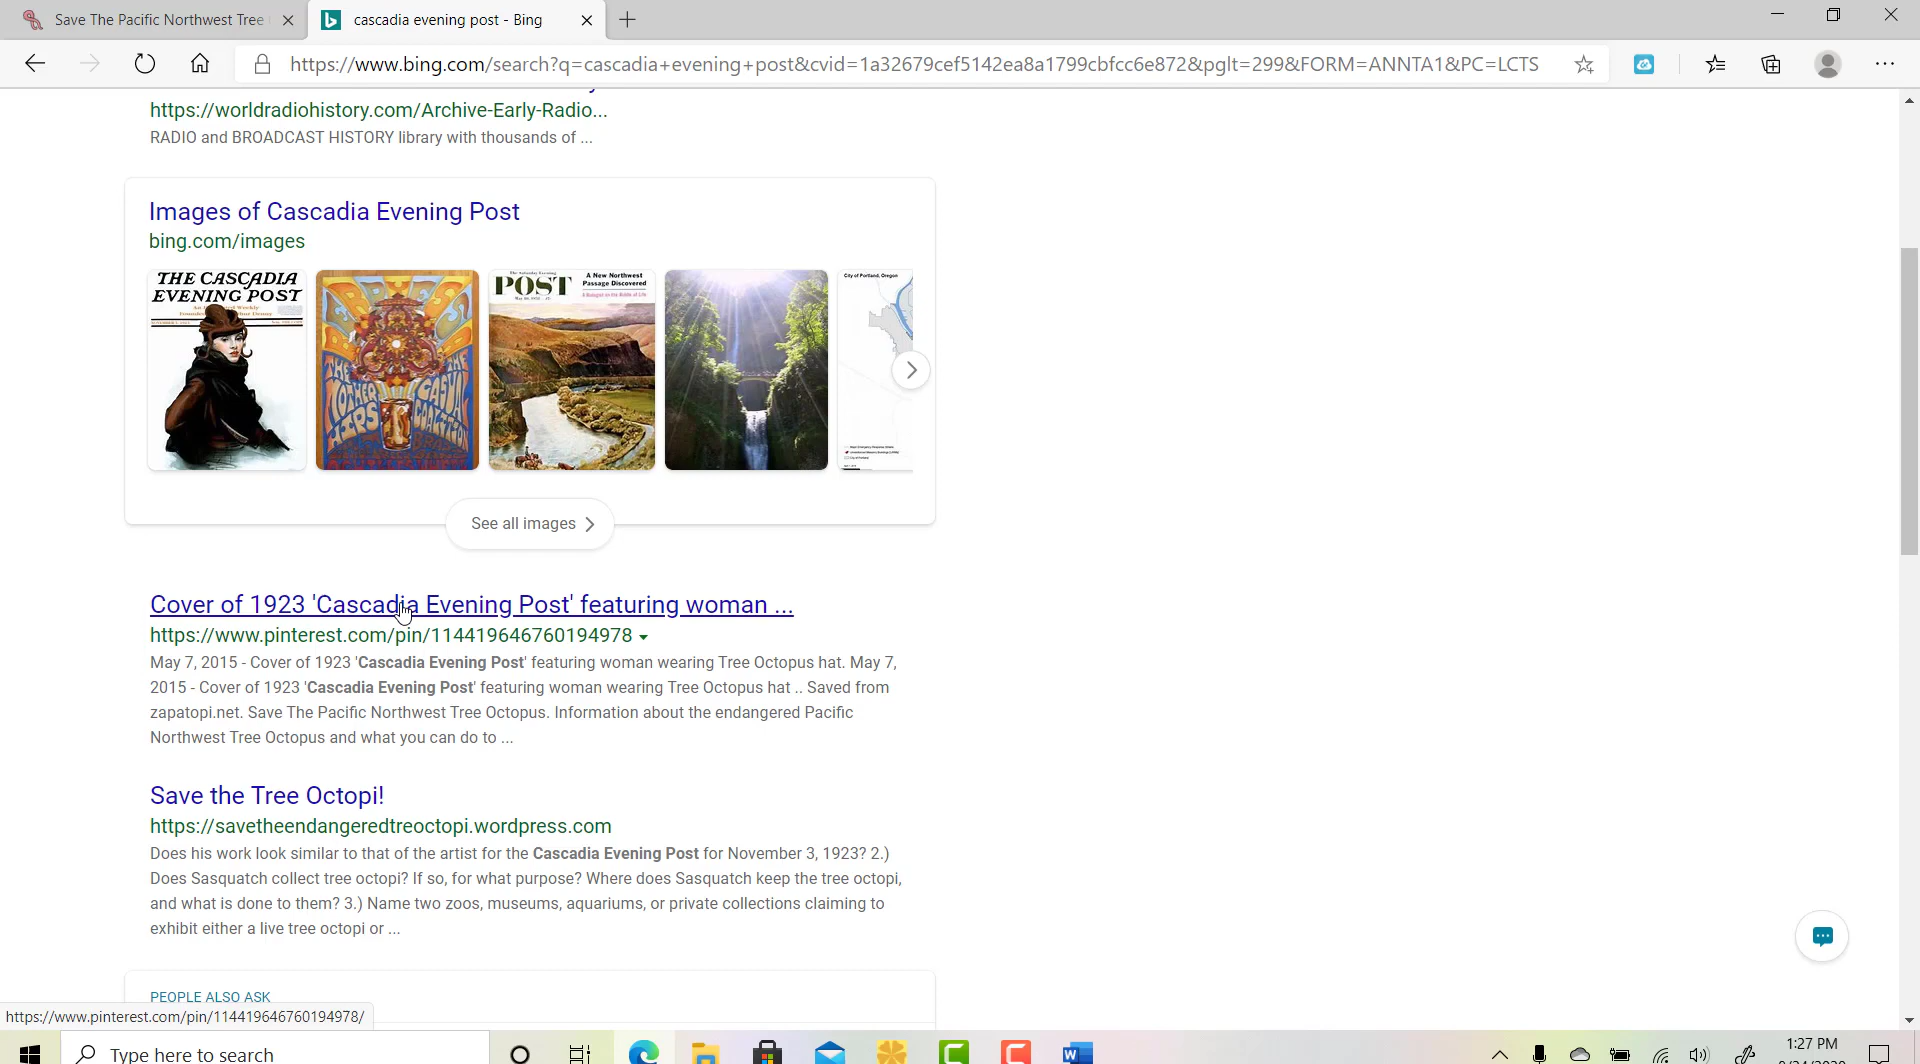 Save The Pacific Northwest Tree
cascadia evening post - Bing
https://www.bing.com/search?q=cascadia+evening+post&cvid=1a32679cef5142ea8a1799cbfcc6e872&pglt=299&FORM=ANNTA1&PC=LCTS
https://worldradiohistory.com/Archive-Early-Radio...
RADIO and BROADCAST HISTORY library with thousands of ...
Images of Cascadia Evening Post
bing.com/images
THE CASCADIA
EVENING POST
POST
A New Northwest
Passage Discovered
City of Portland, Oregon
See all images
Cover of 1923 'Cascadia Evening Post' featuring woman ...
https://www.pinterest.com/pin/114419646760194978
May 7, 2015 - Cover of 1923 'Cascadia Evening Post' featuring woman wearing Tree Octopus hat. May 7,
2015 - Cover of 1923 'Cascadia Evening Post' featuring woman wearing Tree Octopus hat .. Saved from
zapatopi.net. Save The Pacific Northwest Tree Octopus. Information about the endangered Pacific
Northwest Tree Octopus and what you can do to ...
Save the Tree Octopi!
https://savetheendangeredtreoctopi.wordpress.com
Does his work look similar to that of the artist for the Cascadia Evening Post for November 3, 1923? 2.)
Does Sasquatch collect tree octopi? If so, for what purpose? Where does Sasquatch keep the tree octopi,
and what is done to them? 3.) Name two zoos, museums, aquariums, or private collections claiming to
exhibit either a live tree octopi or ...
PEOPLE ALSO ASK
https://www.pinterest.com/pin/114419646760194978/
Type here to search
1:27 PM